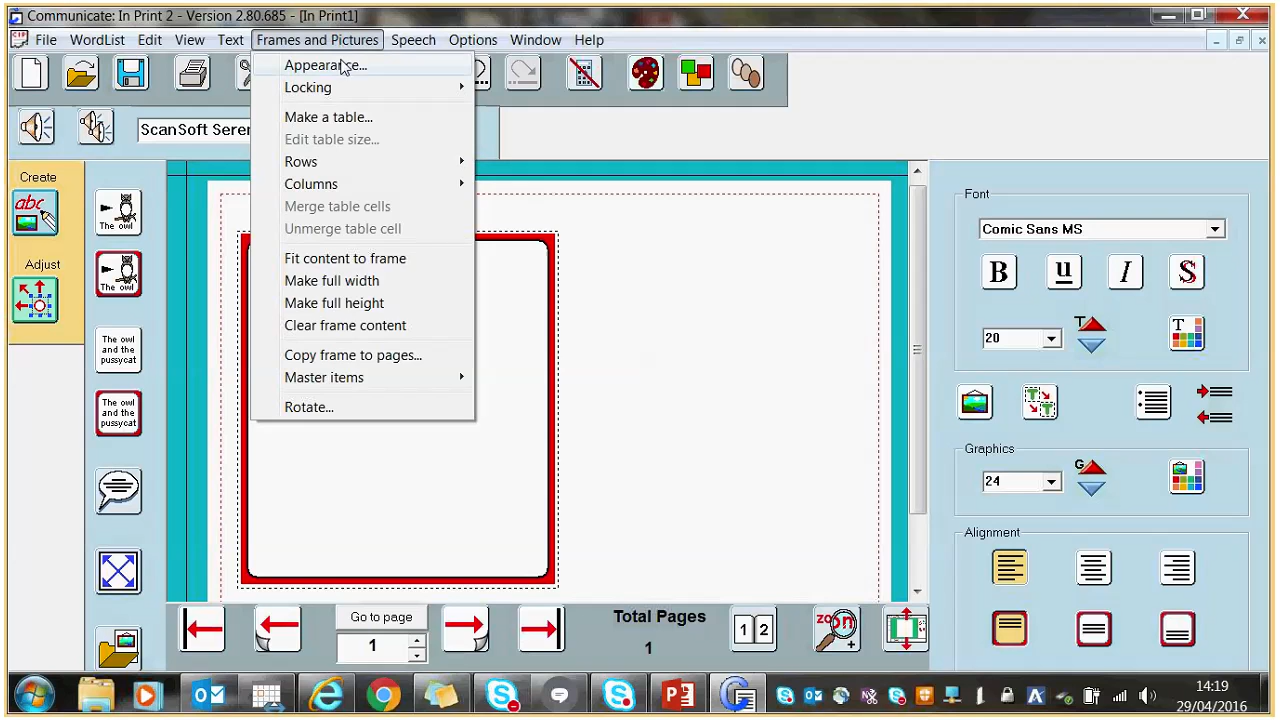 Communicate: In Print 2 - Version 2.80.685 - [In Print1]
File WordList Edit View Text Frames and Pictures Speech Options Window Help
Appearance...
Locking
Make a table...
Edit table size...
Rows
Columns
Merge table cells
Unmerge table cell
Fit content to frame
Make full width
Make full height
Clear frame content
Copy frame to pages...
Master items
Rotate...
ScanSoft Seren
Create
abc
Adjust
The owl
The owl
The owl
and the
pussycat
The owl
and the
pussycat
Font
Comic Sans MS
B u I S
20
T
T
T
Graphics
24
G
Alignment
Go to page
1
Total Pages
1
1 2
zoom
14:19
29/04/2016